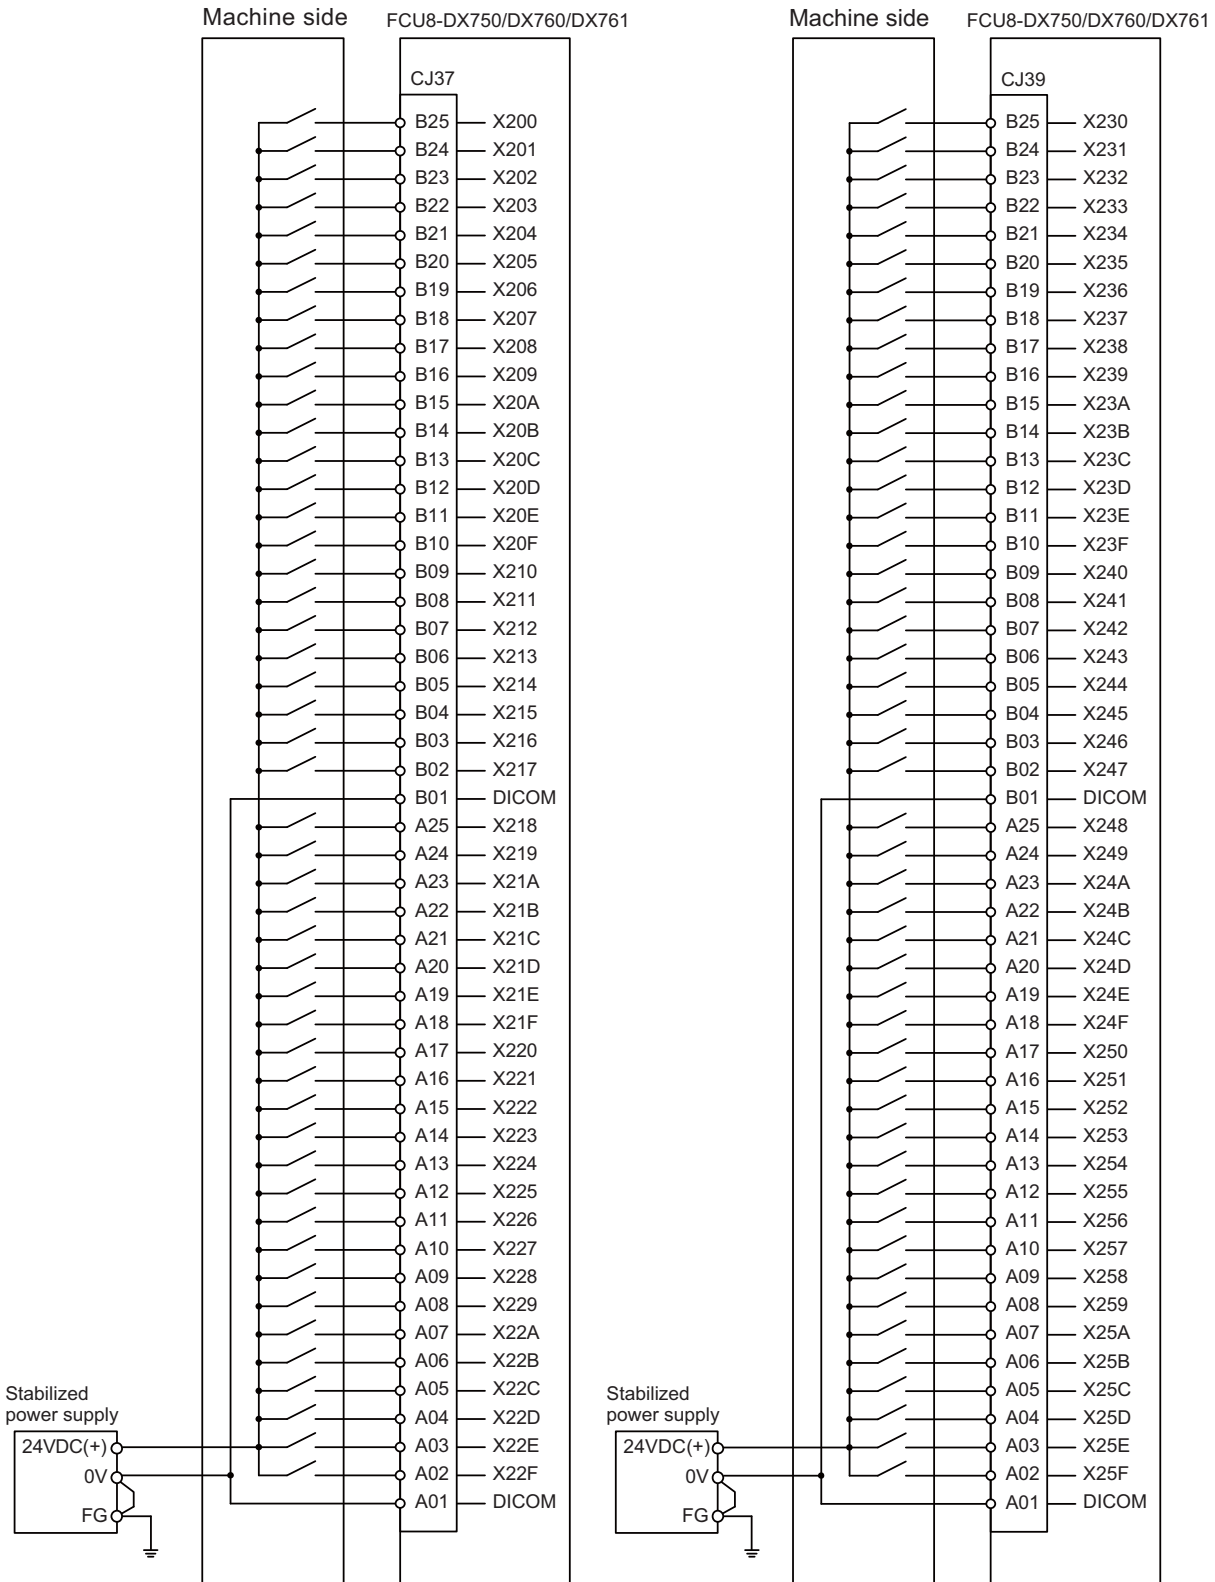 Machine side
FCU8-DX750/DX760/DX761
CJ37
B25 X200
B24 X201
B23 X202
B22 X203
B21 X204
B20 X205
B19 X206
B18 X207
B17 X208
B16 X209
B15 X20A
B14 X20B
B13 X20C
B12 X20D
B11 X20E
B10 X20F
B09 X210
B08 X211
B07 X212
B06 X213
B05 X214
B04 X215
B03 X216
B02 X217
B01 DICOM
A25 X218
A24 X219
A23 X21A
A22 X21B
A21 X21C
A20 X21D
A19 X21E
A18 X21F
A17 X220
A16 X221
A15 X222
A14 X223
A13 X224
A12 X225
A11 X226
A10 X227
A09 X228
A08 X229
A07 X22A
A06 X22B
A05 X22C
A04 X22D
A03 X22E
A02 X22F
A01 DICOM
Stabilized
power supply
24VDC(+)
0V
FG
Machine side
FCU8-DX750/DX760/DX761
CJ39
B25 X230
B24 X231
B23 X232
B22 X233
B21 X234
B20 X235
B19 X236
B18 X237
B17 X238
B16 X239
B15 X23A
B14 X23B
B13 X23C
B12 X23D
B11 X23E
B10 X23F
B09 X240
B08 X241
B07 X242
B06 X243
B05 X244
B04 X245
B03 X246
B02 X247
B01 DICOM
A25 X248
A24 X249
A23 X24A
A22 X24B
A21 X24C
A20 X24D
A19 X24E
A18 X24F
A17 X250
A16 X251
A15 X252
A14 X253
A13 X254
A12 X255
A11 X256
A10 X257
A09 X258
A08 X259
A07 X25A
A06 X25B
A05 X25C
A04 X25D
A03 X25E
A02 X25F
A01 DICOM
Stabilized
power supply
24VDC(+)
0V
FG